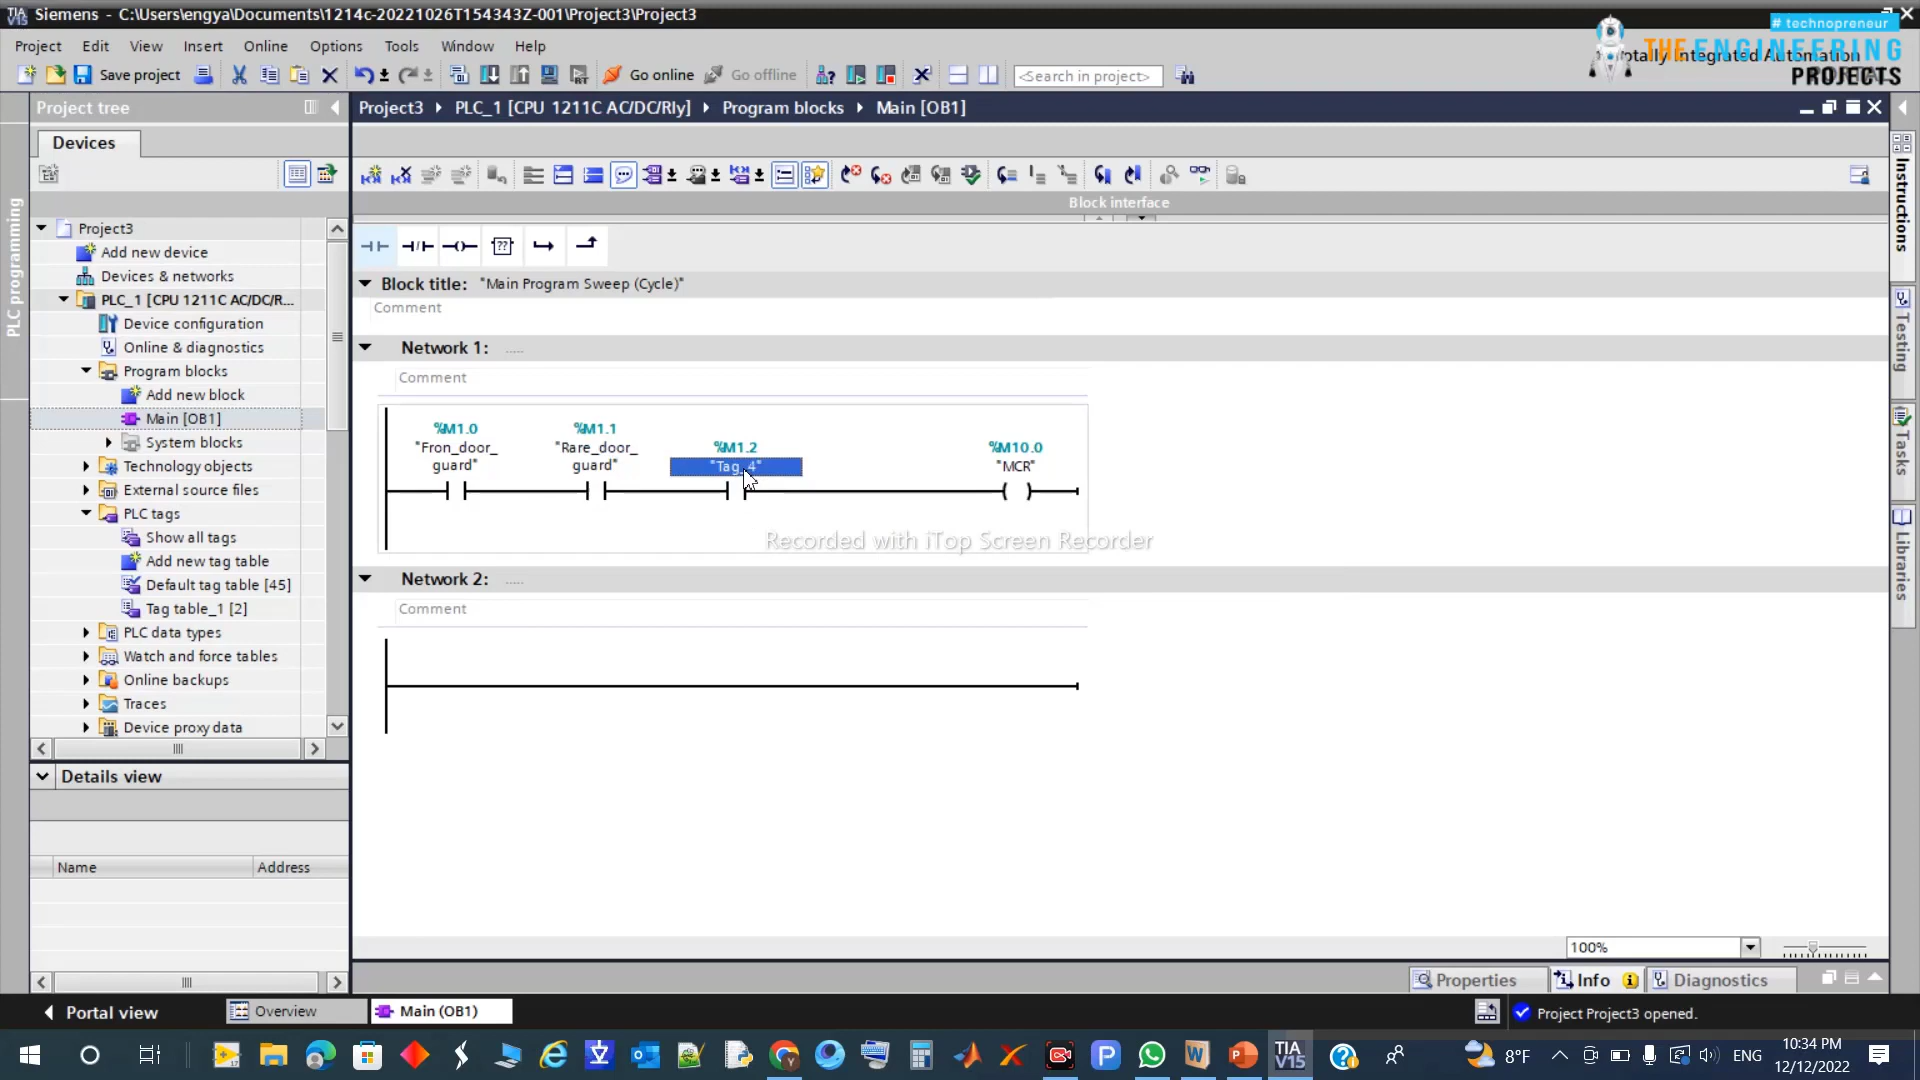 Siemens - C:\Users\engya\Documents\1214c-20221026T154343Z-001\Project3\Project3
# technopreneur
THE ENGINEERING
PROJECTS
Project Edit View Insert Online Options Tools Window Help
Totally Integrated Automation
Save project
Go online
Go offline
<Search in project>
Project tree
Project3 PLC_1 [CPU 1211C AC/DC/Rly] Program blocks Main [OB1]
Devices
Block interface
PLC programming
Project3
Add new device
Devices & networks
PLC_1 [CPU 1211C AC/DC/R...
Device configuration
Online & diagnostics
Program blocks
Add new block
Main [OB1]
System blocks
Technology objects
External source files
PLC tags
Show all tags
Add new tag table
Default tag table [45]
Tag table_1 [2]
PLC data types
Watch and force tables
Online backups
Traces
Device proxy data
Details view
Name Address
??
Block title: "Main Program Sweep (Cycle)"
Comment
Network 1: .....
Comment
%M1.0
"Fron_door_
guard"
%M1.1
"Rare_door_
guard"
%M1.2
"Tag_4"
%M10.0
"MCR"
Recorded with iTop Screen Recorder
Network 2: .....
Comment
Instructions
Testing
Tasks
Libraries
100%
Properties Info Diagnostics
Portal view Overview Main (OB1)
Project Project3 opened.
TIA
V15
8°F
ENG
10:34 PM
12/12/2022